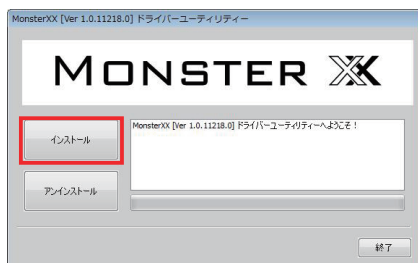 MonsterXX [Ver 1.0.11218.0] ドライバーユーティリティー
MONSTER XX
インストール
MonsterXX [Ver 1.0.11218.0] ドライバーユーティリティーへようこそ！
アンインストール
終了